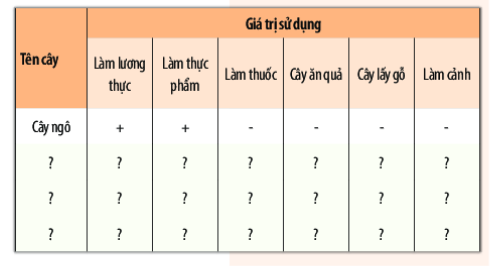 Giá trị sử dụng
Tên cây
Làm lương thực
Làm thực phẩm
Làm thuốc
Cây ăn quả
Cây lấy gỗ
Làm cảnh
Cây ngô + + - - - -
? ? ? ? ? ? ?
? ? ? ? ? ? ?
? ? ? ? ? ? ?